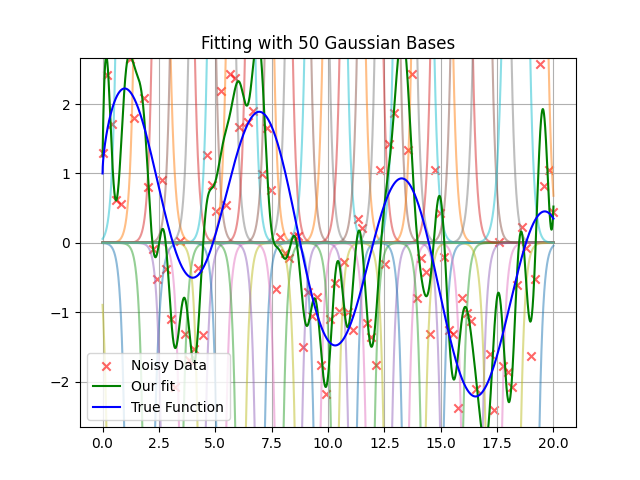 Fitting with 50 Gaussian Bases
2
1
0
−1
−2
Noisy Data
Our fit
True Function
0.0 2.5 5.0 7.5 10.0 12.5 15.0 17.5 20.0